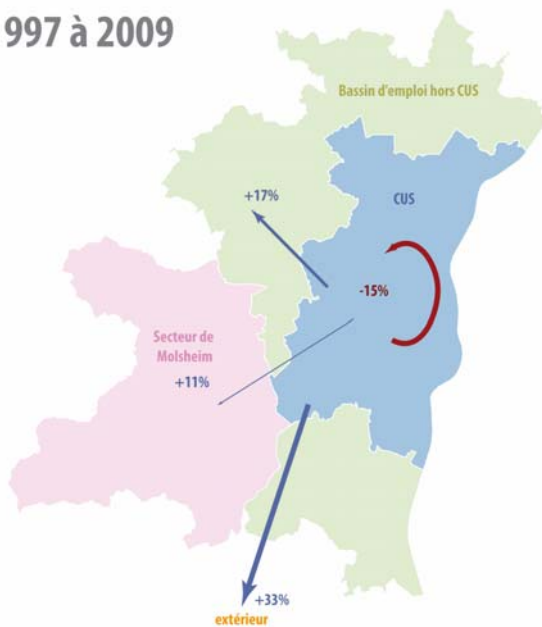 997 à 2009
Bassin d'emploi hors CUS
+17%
CUS
-15%
Secteur de
Molsheim
+11%
+33%
extérieur